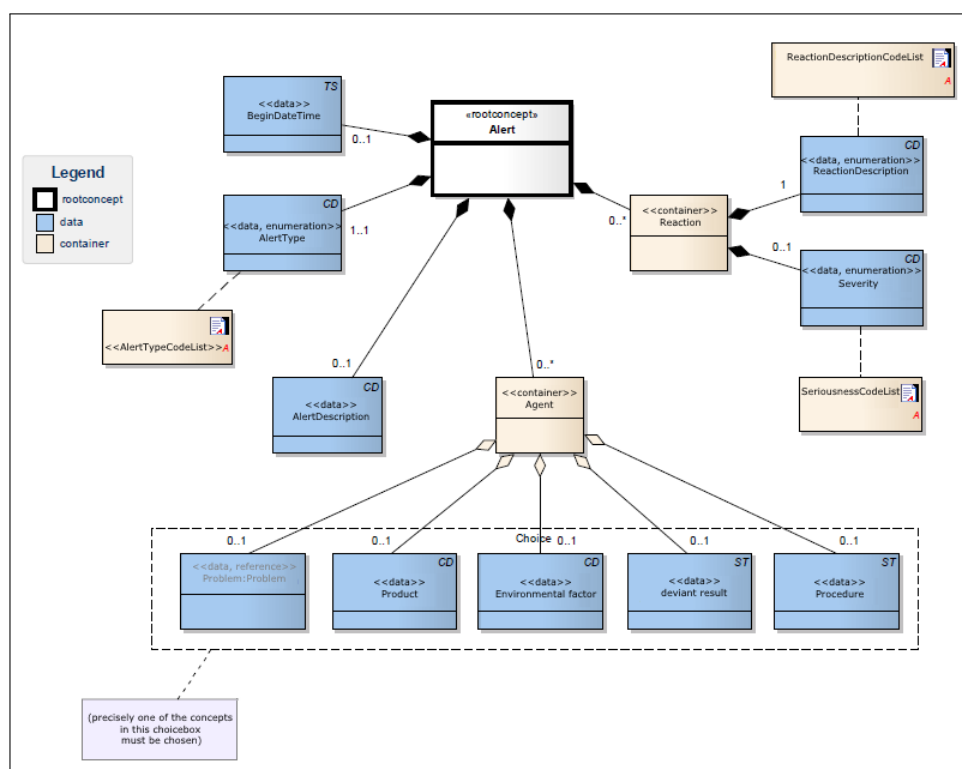 ReactionDescriptionCodeList
A
TS
<<data>>
BeginDateTime
0..1
«rootconcept»
Alert
CD
<<data, enumeration>>
ReactionDescription
1
Legend
rootconcept
data
container
CD
<<data, enumeration>>
AlertType
1..1
0..*
<<container>>
Reaction
0..1
CD
<<data, enumeration>>
Severity
<<AlertTypeCodeList>>
A
0..1
0..*
CD
<<data>>
AlertDescription
<<container>>
Agent
SeriousnessCodeList
A
Choice
0..1
0..1
0..1
0..1
0..1
<<data, reference>>
Problem:Problem
CD
<<data>>
Product
CD
<<data>>
Environmental factor
ST
<<data>>
deviant result
ST
<<data>>
Procedure
(precisely one of the concepts
in this choicebox
must be chosen)